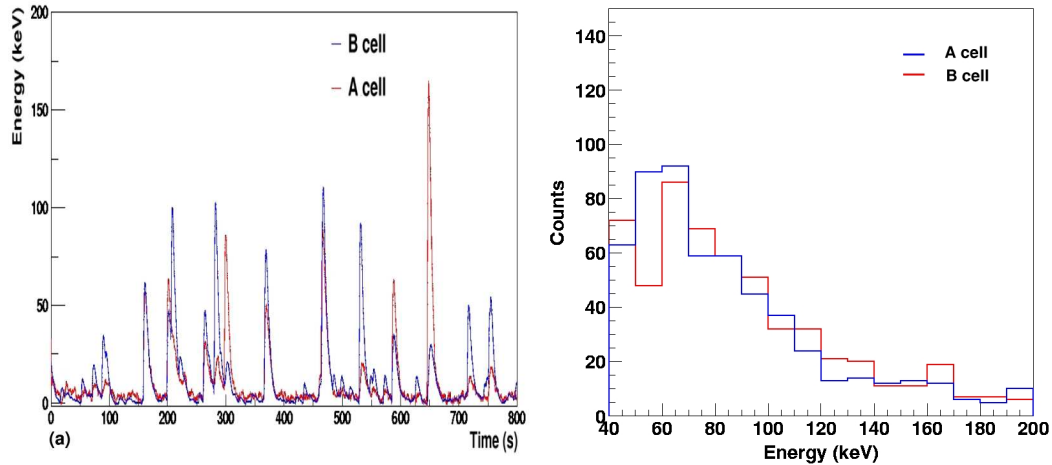 Energy (keV)
200
150
100
50
0
B cell
A cell
0 100 200 300 400 500 600 700 800
(a)
Time (s)
Counts
140
120
100
80
60
40
20
0
A cell
B cell
40 60 80 100 120 140 160 180 200
Energy (keV)